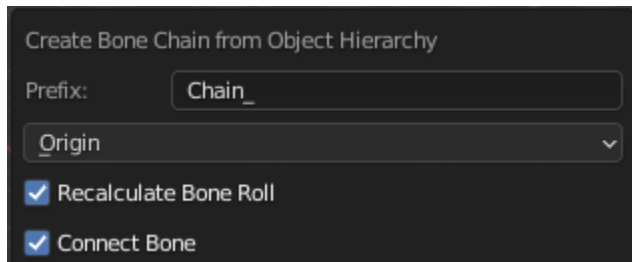 Create Bone Chain from Object Hierarchy
Prefix: Chain_
Origin
Recalculate Bone Roll
Connect Bone